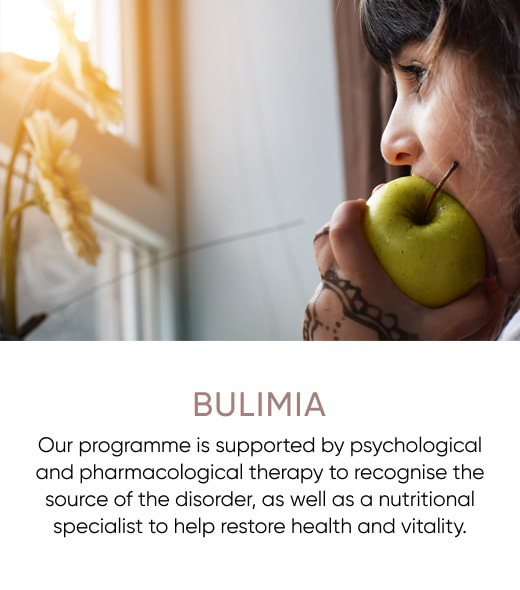 BULIMIA
Our programme is supported by psychological
and pharmacological therapy to recognise the
source of the disorder, as well as a nutritional
specialist to help restore health and vitality.